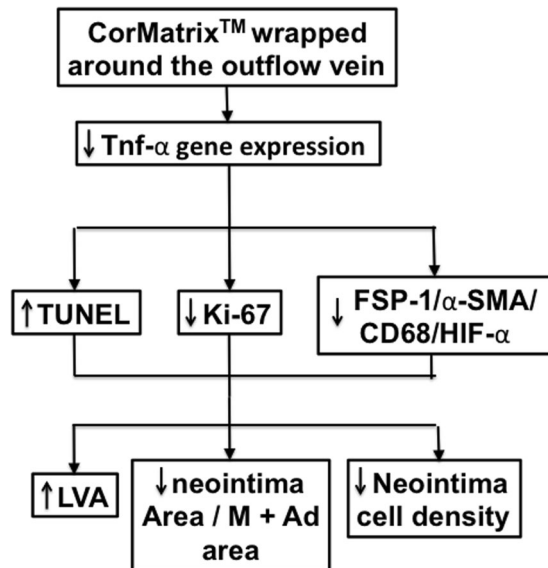 CorMatrix™ wrapped
around the outflow vein
↓ Tnf-α gene expression
↑ TUNEL
↓ Ki-67
↓ FSP-1/α-SMA/
CD68/HIF-α
↑ LVA
↓ neointima
Area / M + Ad
area
↓ Neointima
cell density